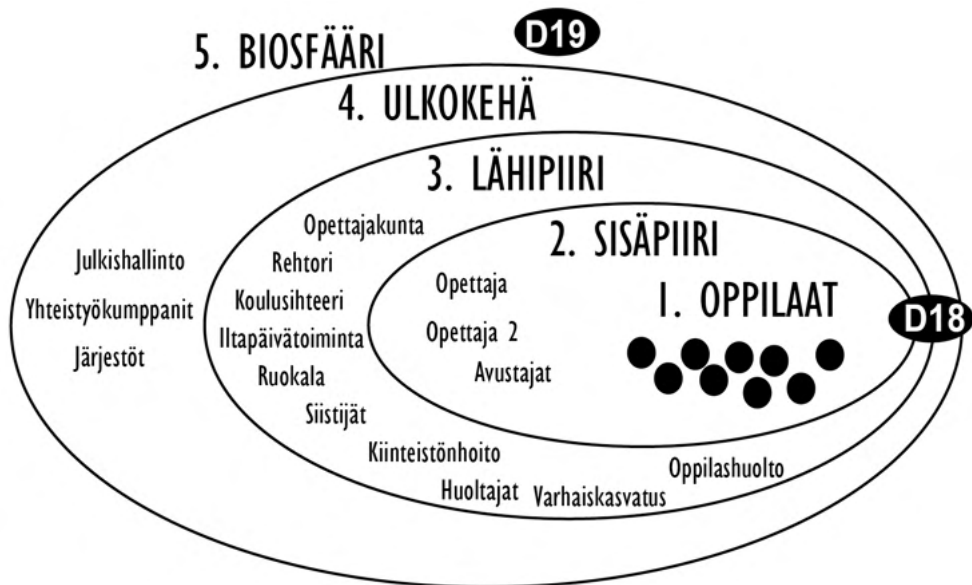 D19
5. BIOSFÄÄRI
4. ULKOKEHÄ
3. LÄHIPIIRI
2. SISÄPIIRI
1. OPPILAAT
D18
Opettaja
Opettaja 2
Avustajat
Opettajakunta
Rehtori
Koulusihteeri
Iltapäivätoiminta
Ruokala
Siistijät
Kiinteistönhoito
Huoltajat
Varhaiskasvatus
Oppilashuolto
Julkishallinto
Yhteistyökumppanit
Järjestöt